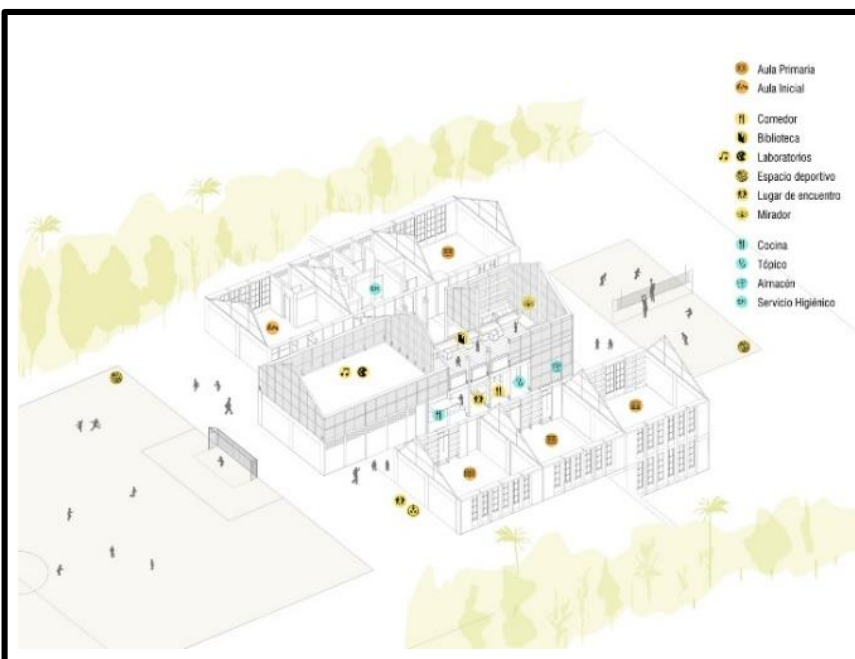 Aula Primaria
Aula Inicial
Comedor
Biblioteca
Laboratorios
Espacio deportivo
Lugar de encuentro
Mirador
Cocina
Tópico
Almacén
Servicio Higiénico